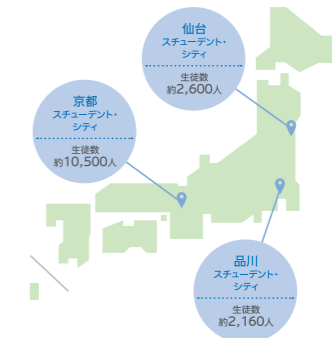 仙台
スチューデント・
シティ
生徒数
約2,600人
京都
スチューデント・
シティ
生徒数
約10,500人
品川
スチューデント・
シティ
生徒数
約2,160人